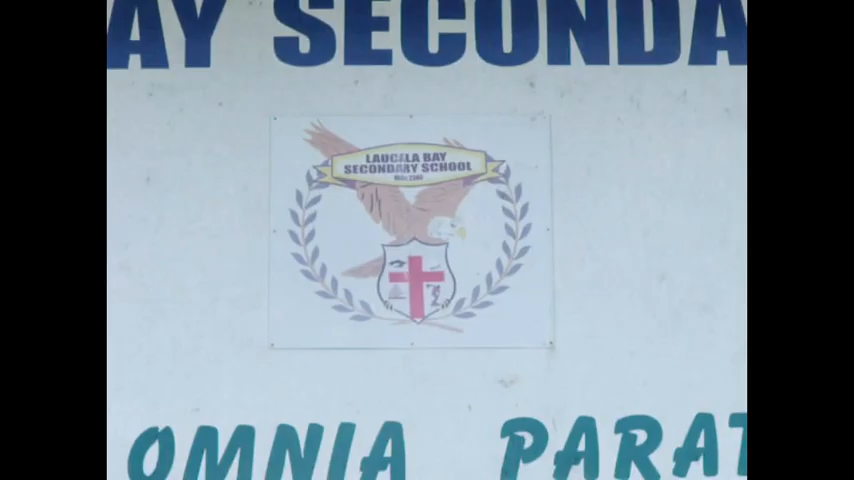 AY SECONDA
LAUCALA BAY
SECONDARY SCHOOL
OMNIA PARAT